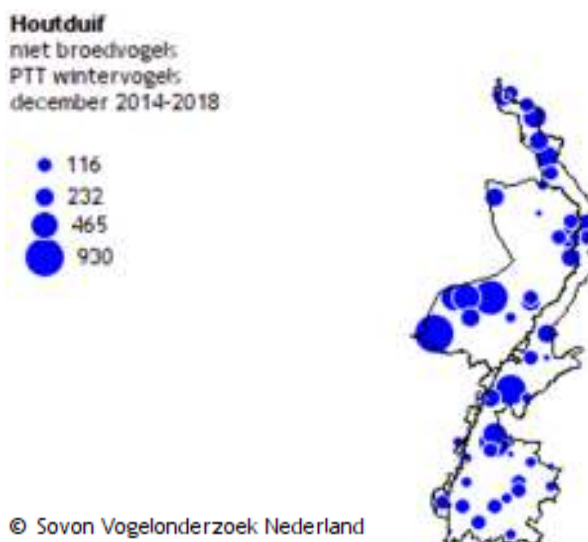 Houtduif
niet broedvogels
PTT wintervogels
december 2014-2018
116
232
465
930
© Sovon Vogelonderzoek Nederland